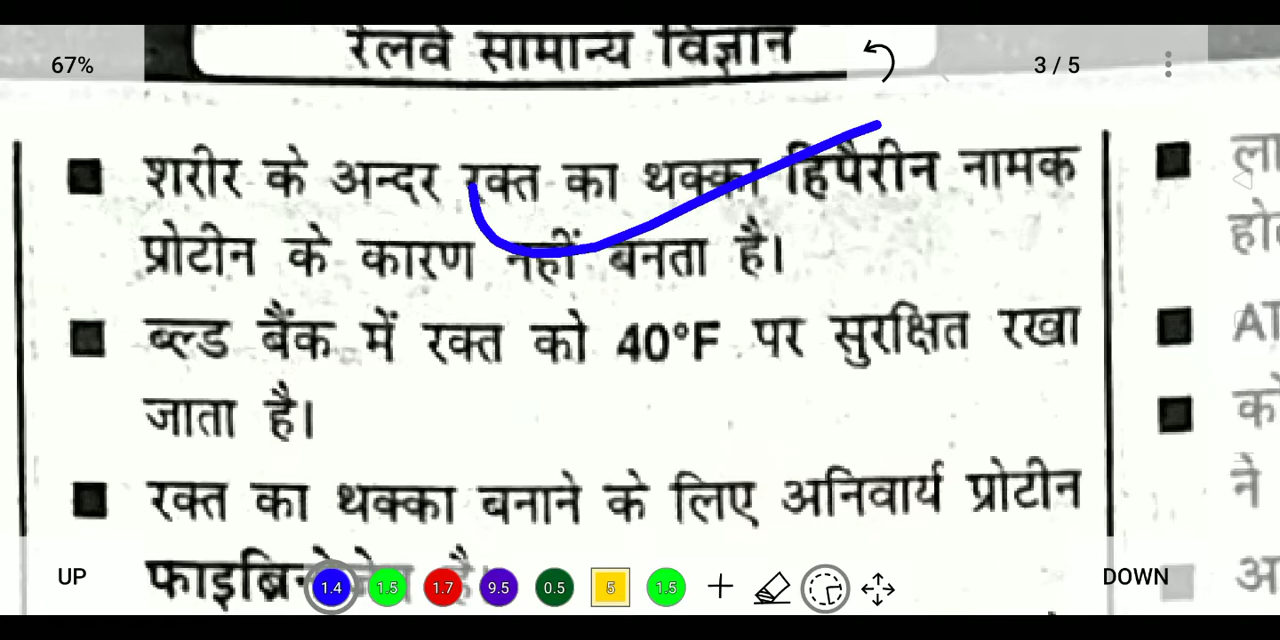 67%
रेलवे सामान्य विज्ञान
3 / 5
■ शरीर के अन्दर रक्त का थक्का हिपैरीन नामक
प्रोटीन के कारण नहीं बनता है।
■ ब्ल्ड बैंक में रक्त को 40°F पर सुरक्षित रखा
जाता है।
■ रक्त का थक्का बनाने के लिए अनिवार्य प्रोटीन
है
■ ला
■ AT
■ क
ने
■ अ
UP
1.4 1.5 1.7 9.5 0.5 5 1.5
DOWN